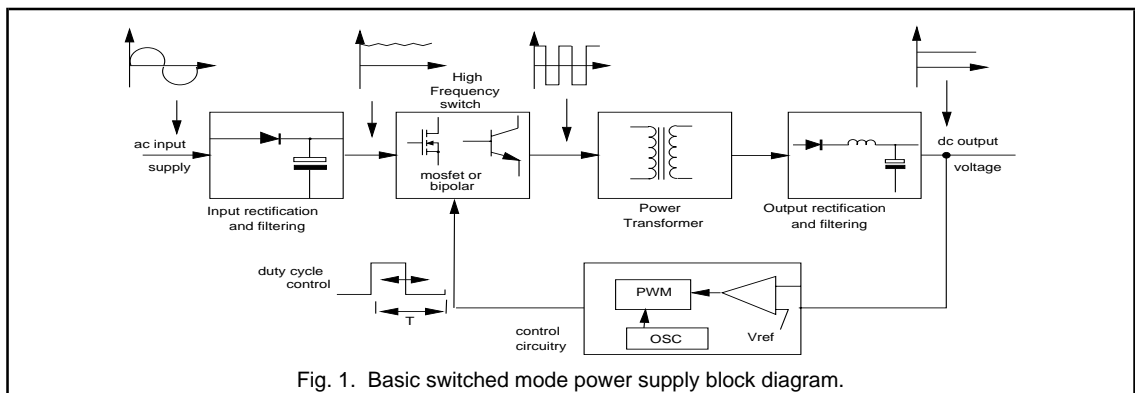 High
Frequency
switch
ac input
supply
mosfet or
bipolar
dc output
voltage
Input rectification
and filtering
Power
Transformer
Output rectification
and filtering
duty cycle
control
T
PWM
OSC
Vref
control
circuitry
Fig. 1. Basic switched mode power supply block diagram.